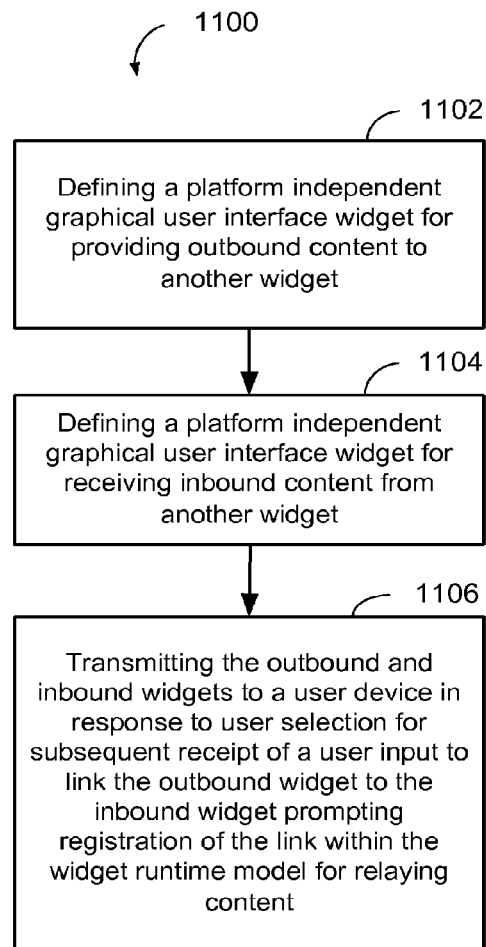 1100
1102
Defining a platform independent
graphical user interface widget for
providing outbound content to
another widget
1104
Defining a platform independent
graphical user interface widget for
receiving inbound content from
another widget
1106
Transmitting the outbound and
inbound widgets to a user device in
response to user selection for
subsequent receipt of a user input to
link the outbound widget to the
inbound widget prompting
registration of the link within the
widget runtime model for relaying
content